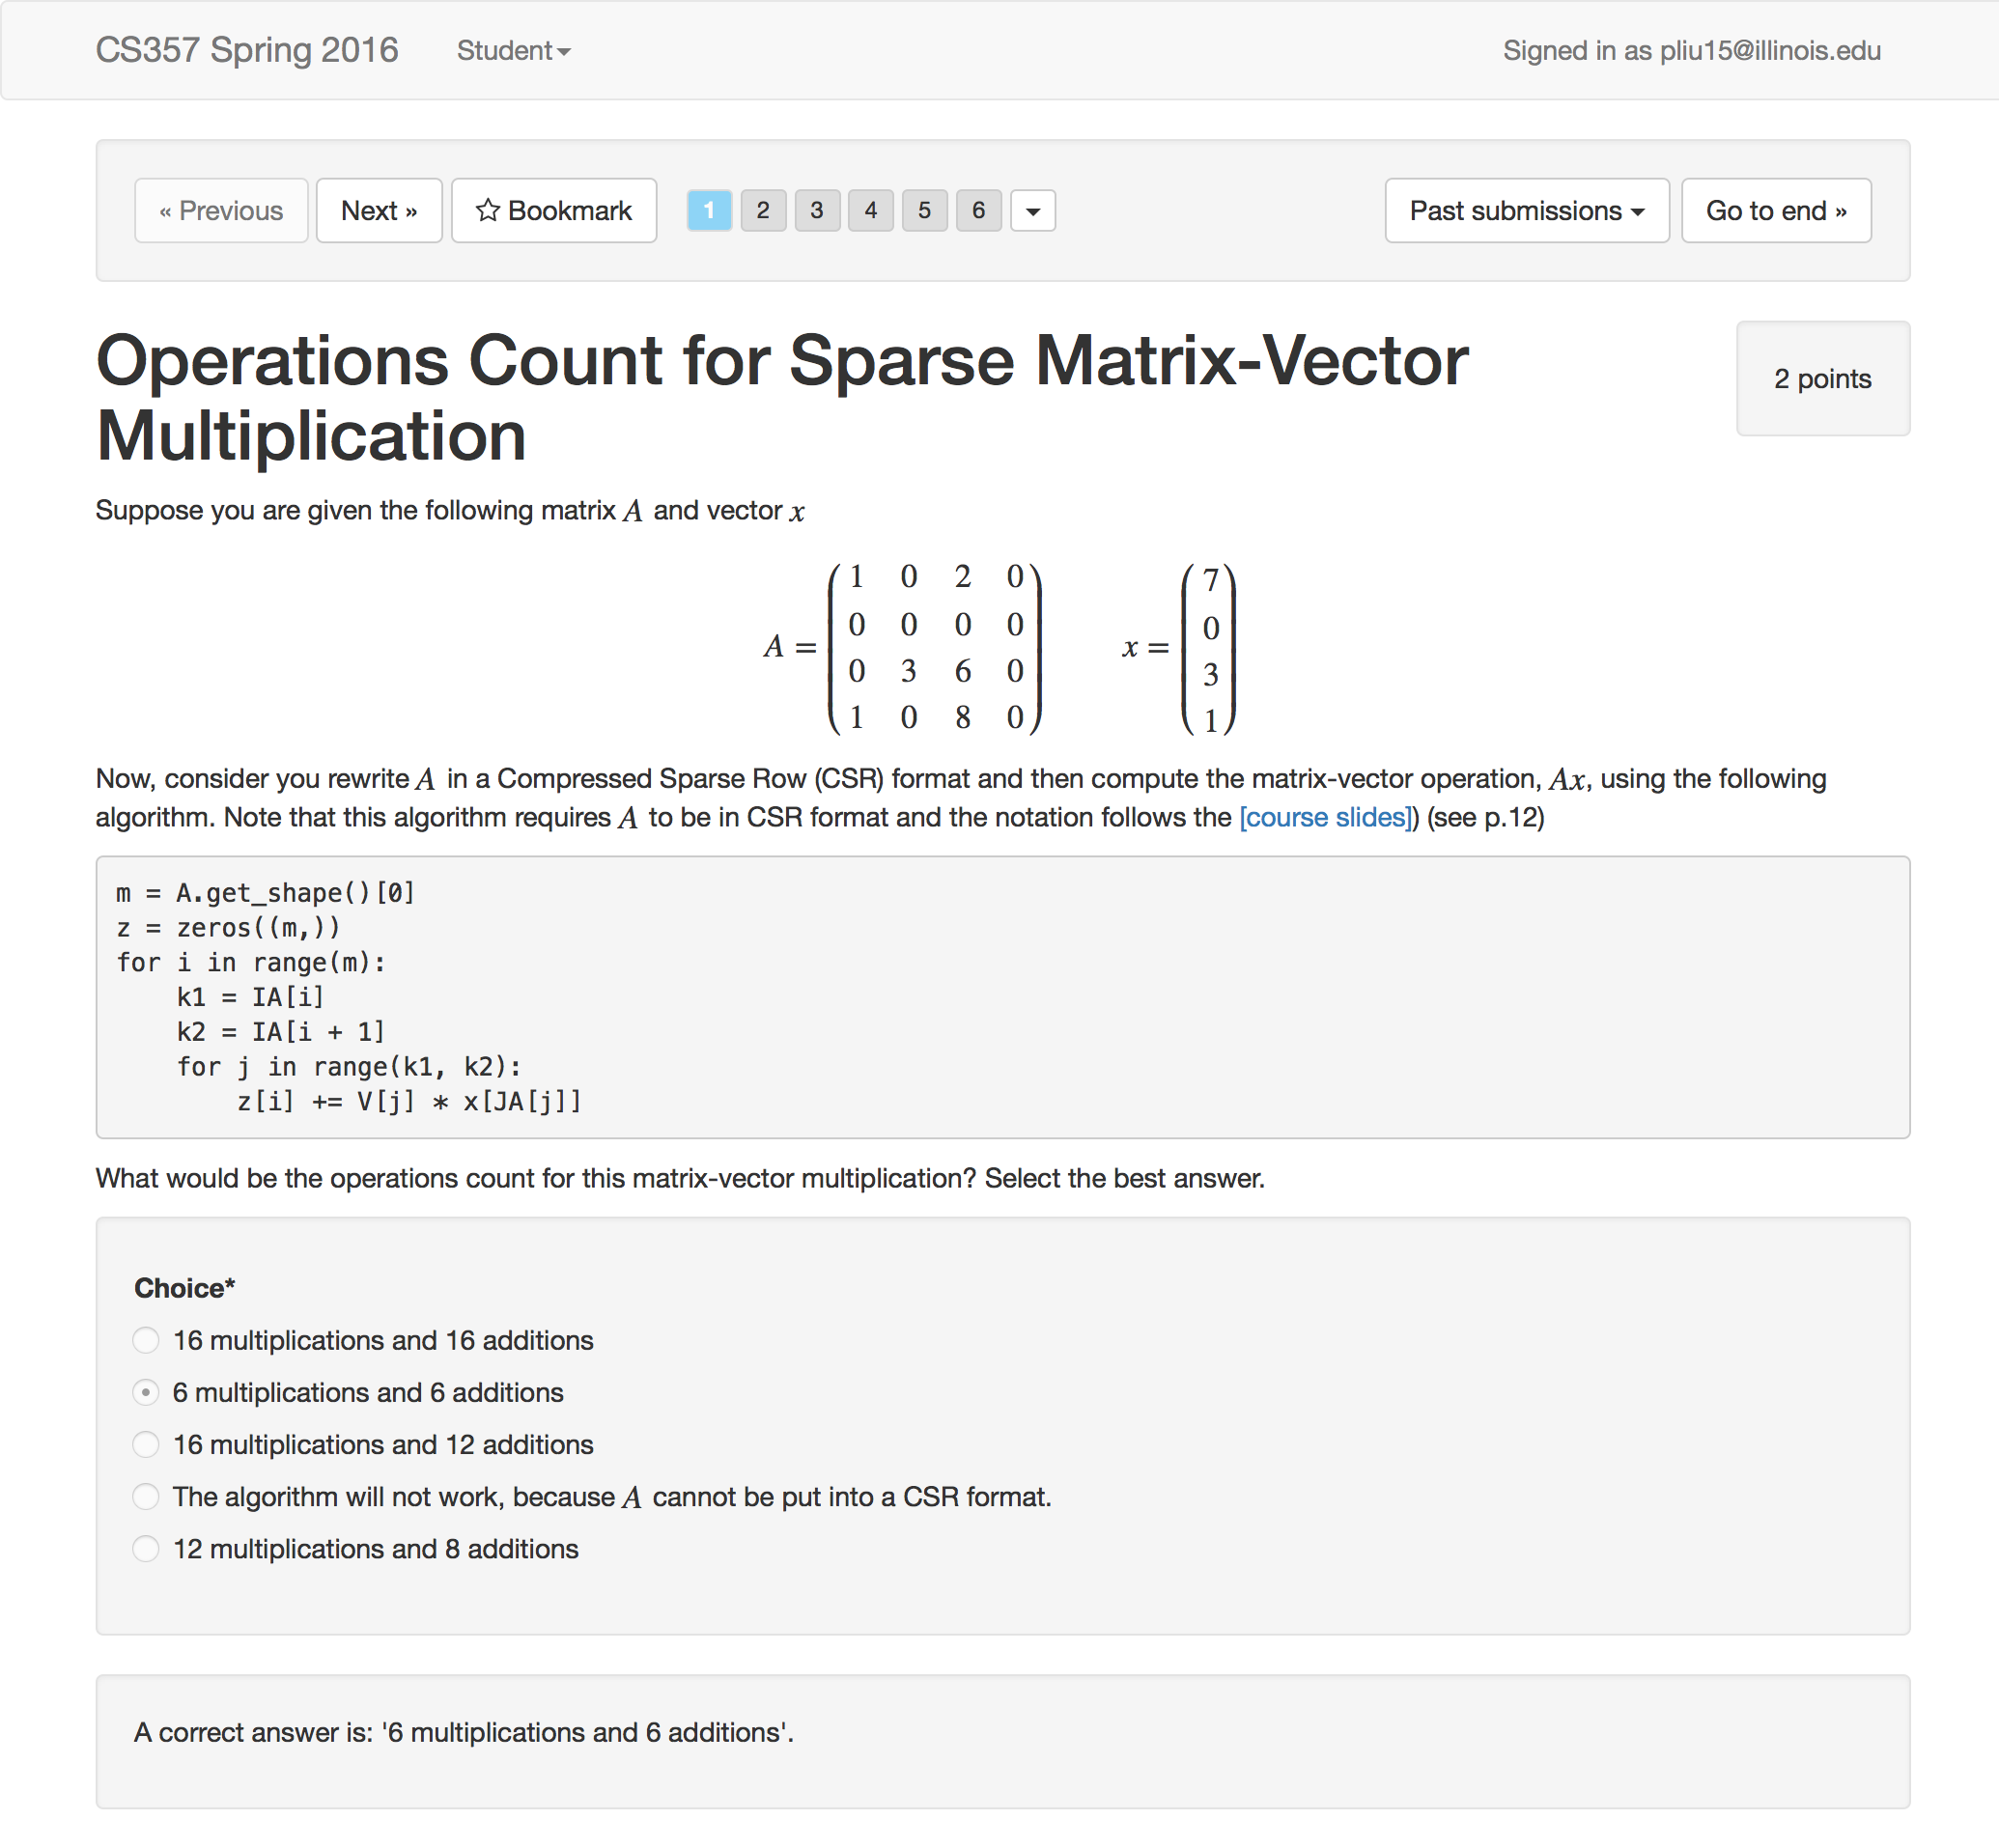 CS357 Spring 2016 Student Signed in as pliu15@illinois.edu
« Previous Next » Bookmark 1 2 3 4 5 6 Past submissions Go to end »
Operations Count for Sparse Matrix-Vector
Multiplication
2 points
Suppose you are given the following matrix A and vector x
A = ( 1 0 2 0
0 0 0 0
0 3 6 0
1 0 8 0 )
x = ( 7
0
3
1 )
Now, consider you rewrite A in a Compressed Sparse Row (CSR) format and then compute the matrix-vector operation, Ax, using the following
algorithm. Note that this algorithm requires A to be in CSR format and the notation follows the [course slides]) (see p.12)
m = A.get_shape()[0]
z = zeros((m,))
for i in range(m):
    k1 = IA[i]
    k2 = IA[i + 1]
    for j in range(k1, k2):
        z[i] += V[j] * x[JA[j]]
What would be the operations count for this matrix-vector multiplication? Select the best answer.
Choice*
16 multiplications and 16 additions
6 multiplications and 6 additions
16 multiplications and 12 additions
The algorithm will not work, because A cannot be put into a CSR format.
12 multiplications and 8 additions
A correct answer is: '6 multiplications and 6 additions'.